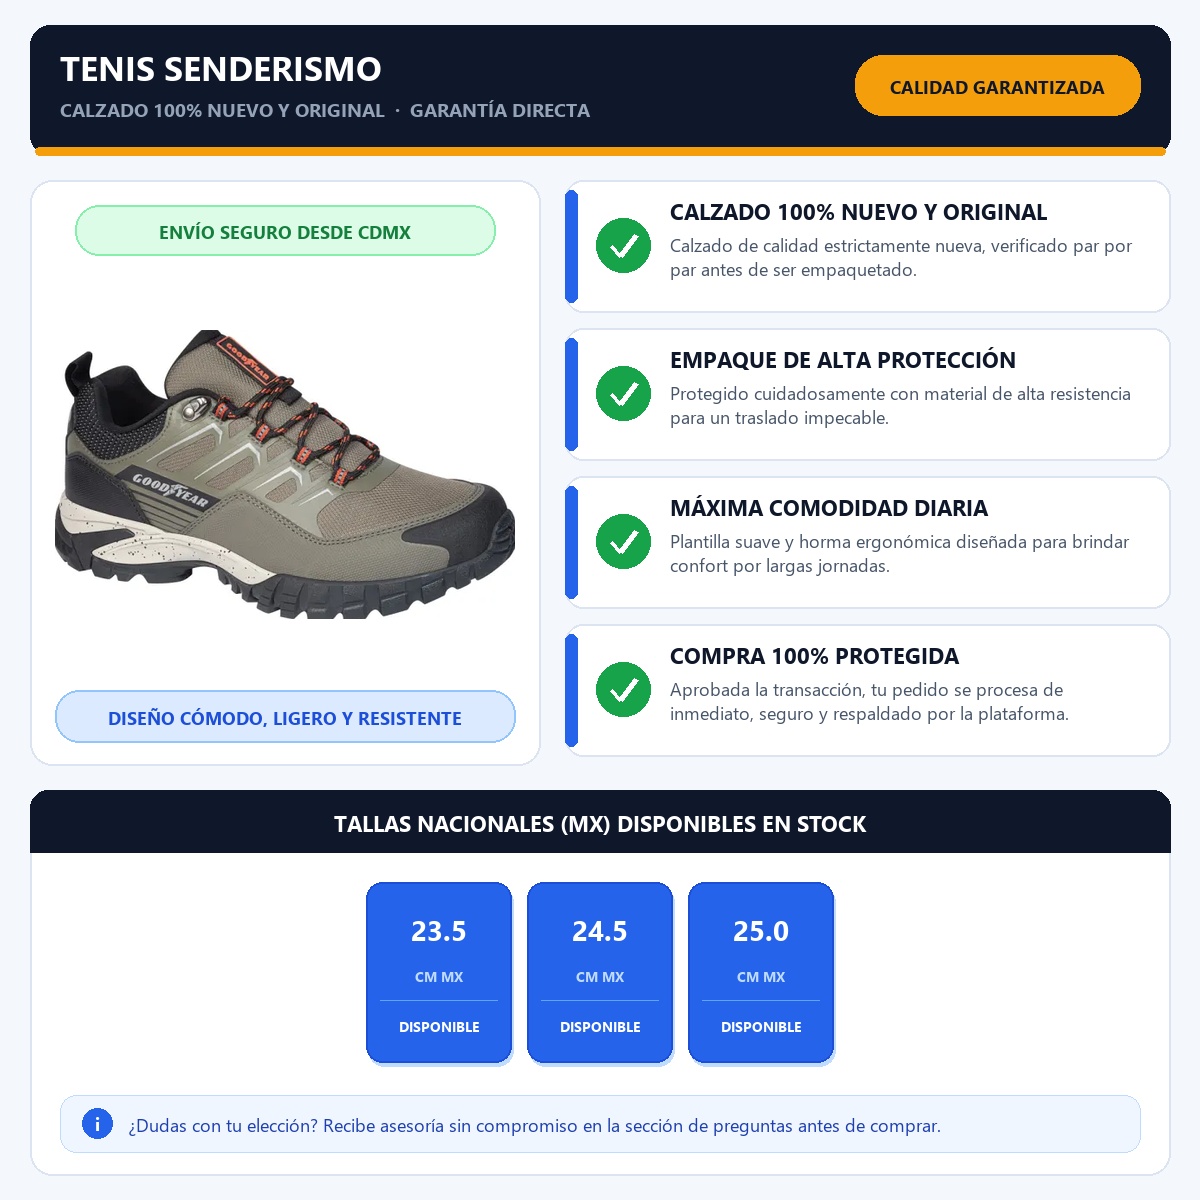 TENIS SENDERISMO
CALZADO 100% NUEVO Y ORIGINAL · GARANTÍA DIRECTA
CALIDAD GARANTIZADA
ENVÍO SEGURO DESDE CDMX
GOODYEAR
GOODYEAR
DISEÑO CÓMODO, LIGERO Y RESISTENTE
CALZADO 100% NUEVO Y ORIGINAL
Calzado de calidad estrictamente nueva, verificado par por
par antes de ser empaquetado.
EMPAQUE DE ALTA PROTECCIÓN
Protegido cuidadosamente con material de alta resistencia
para un traslado impecable.
MÁXIMA COMODIDAD DIARIA
Plantilla suave y horma ergonómica diseñada para brindar
confort por largas jornadas.
COMPRA 100% PROTEGIDA
Aprobada la transacción, tu pedido se procesa de
inmediato, seguro y respaldado por la plataforma.
TALLAS NACIONALES (MX) DISPONIBLES EN STOCK
23.5
CM MX
DISPONIBLE
24.5
CM MX
DISPONIBLE
25.0
CM MX
DISPONIBLE
¿Dudas con tu elección? Recibe asesoría sin compromiso en la sección de preguntas antes de comprar.